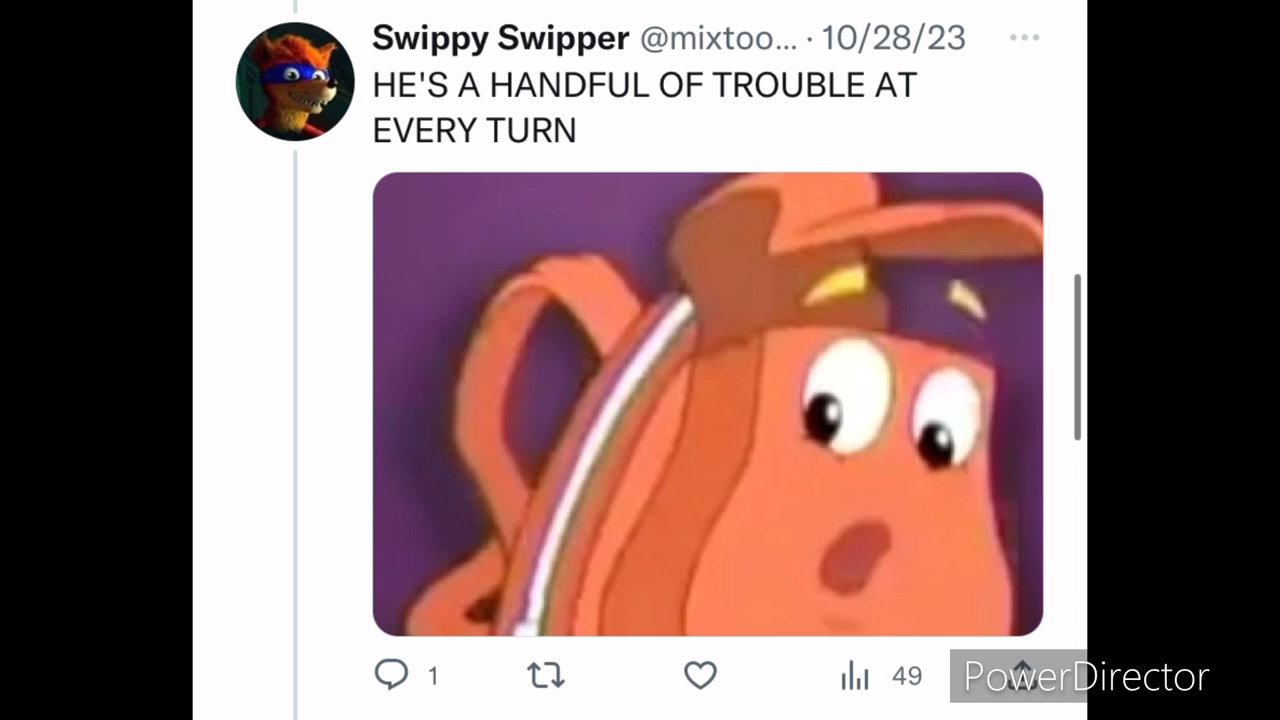 Swippy Swipper @mixtoo... · 10/28/23
HE'S A HANDFUL OF TROUBLE AT
EVERY TURN
1
49
PowerDirector